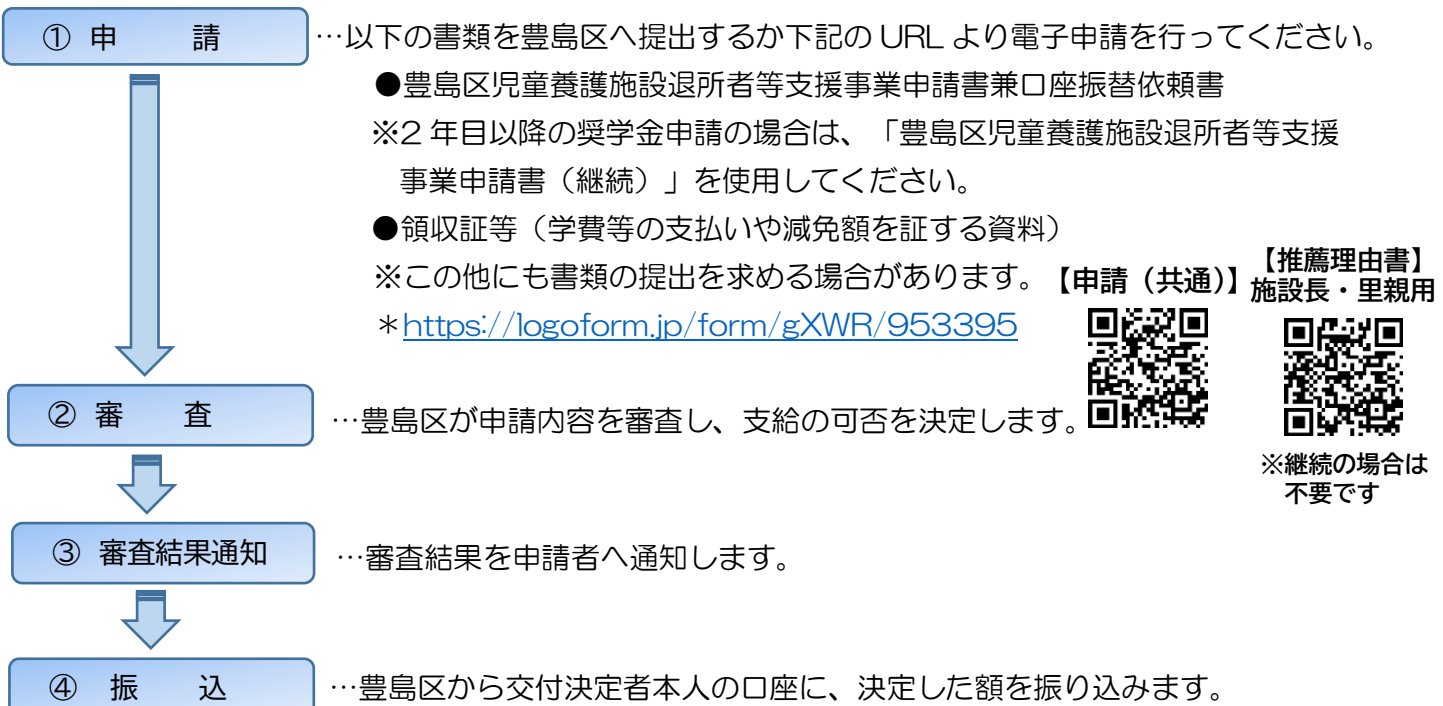 ① 申　　請
…以下の書類を豊島区へ提出するか下記の URL より電子申請を行ってください。
●豊島区児童養護施設退所者等支援事業申請書兼口座振替依頼書
※2 年目以降の奨学金申請の場合は、「豊島区児童養護施設退所者等支援
事業申請書（継続）」を使用してください。
●領収証等（学費等の支払いや減免額を証する資料）
※この他にも書類の提出を求める場合があります。
＊https://logoform.jp/form/gXWR/953395
【申請（共通）】
【推薦理由書】
施設長・里親用
※継続の場合は
不要です
② 審　　査
…豊島区が申請内容を審査し、支給の可否を決定します。
③ 審査結果通知
…審査結果を申請者へ通知します。
④ 振　　込
…豊島区から交付決定者本人の口座に、決定した額を振り込みます。